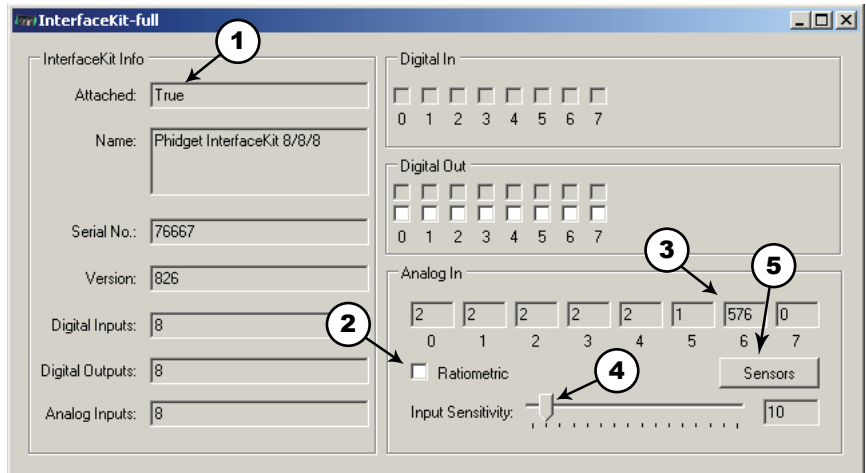 InterfaceKit-full
1
InterfaceKit Info
Attached: True
Name: Phidget InterfaceKit 8/8/8
Serial No.: 76667
Version: 826
Digital Inputs: 8
Digital Outputs: 8
Analog Inputs: 8
Digital In
0 1 2 3 4 5 6 7
Digital Out
0 1 2 3 4 5 6 7
3
5
Analog In
2 2 2 2 2 1 576 0
0 1 2 3 4 5 6 7
2
Ratiometric
4
Sensors
Input Sensitivity: 10